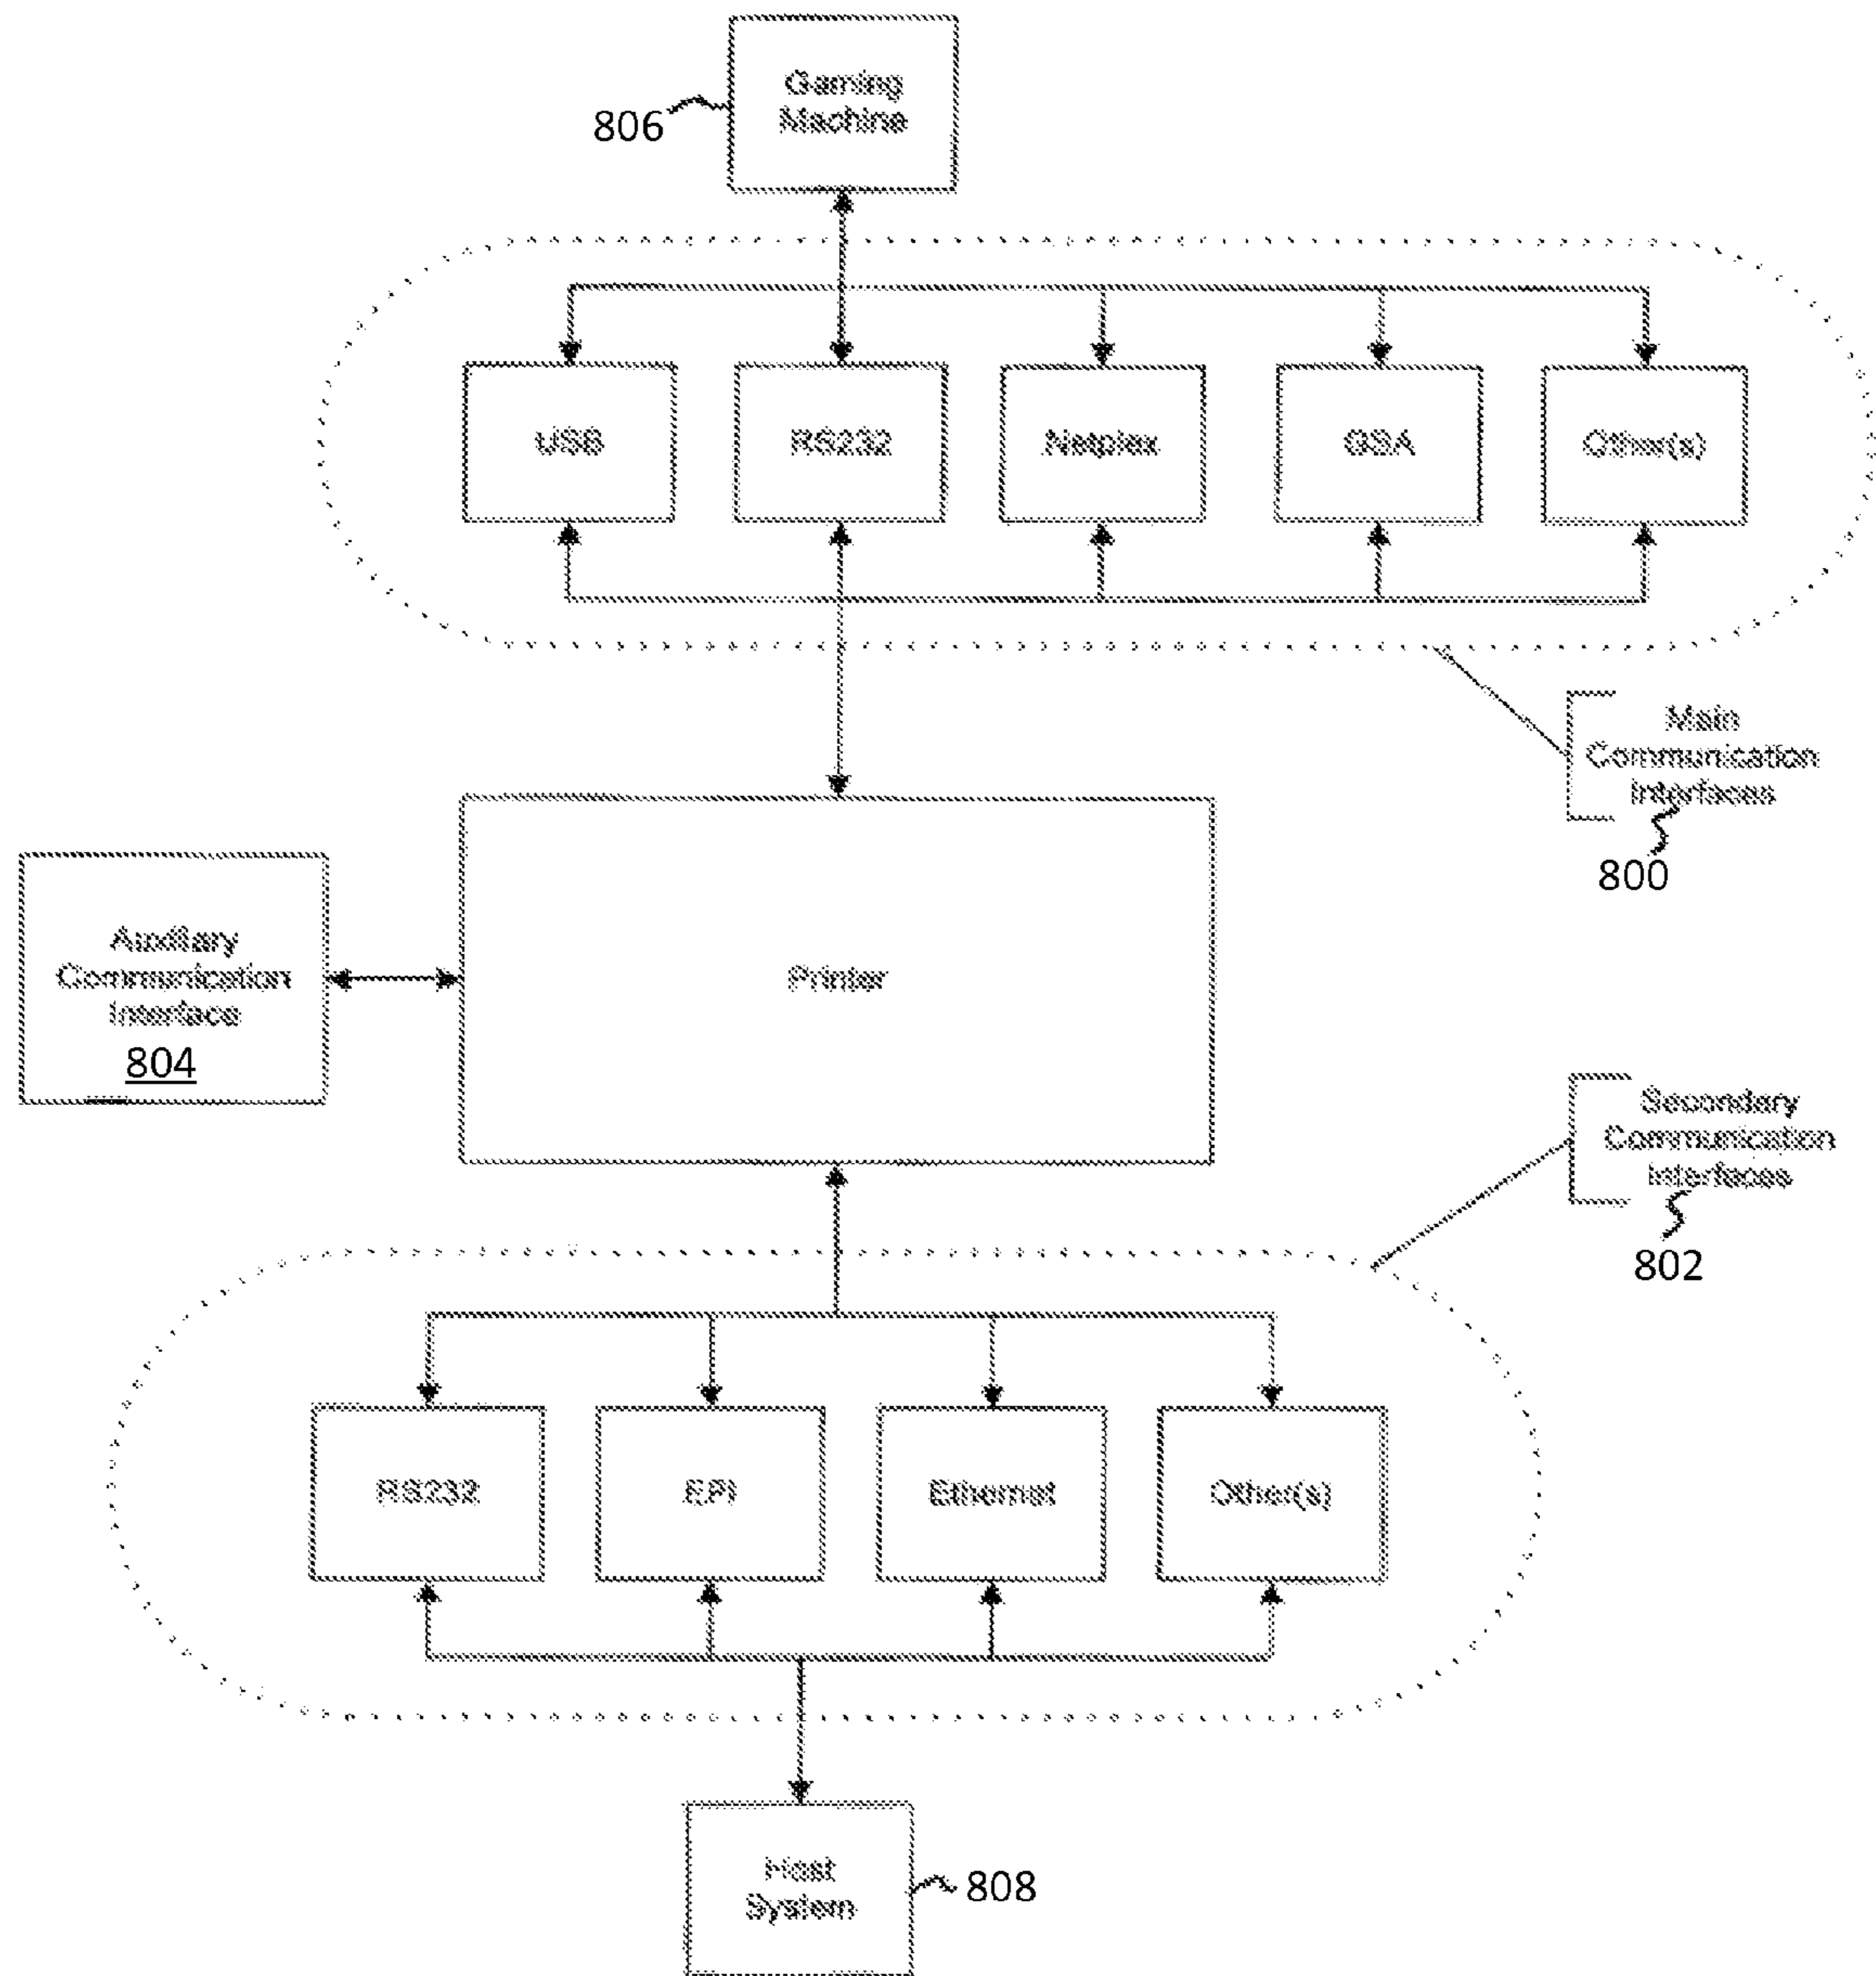 Gaming
Machine
806
USB
RS232
Netplex
GSA
Other(s)
Main
Communication
Interfaces
800
Auxiliary
Communication
Interface
804
Printer
Secondary
Communication
Interfaces
802
RS232
EPI
Ethernet
Other(s)
Host
System
808